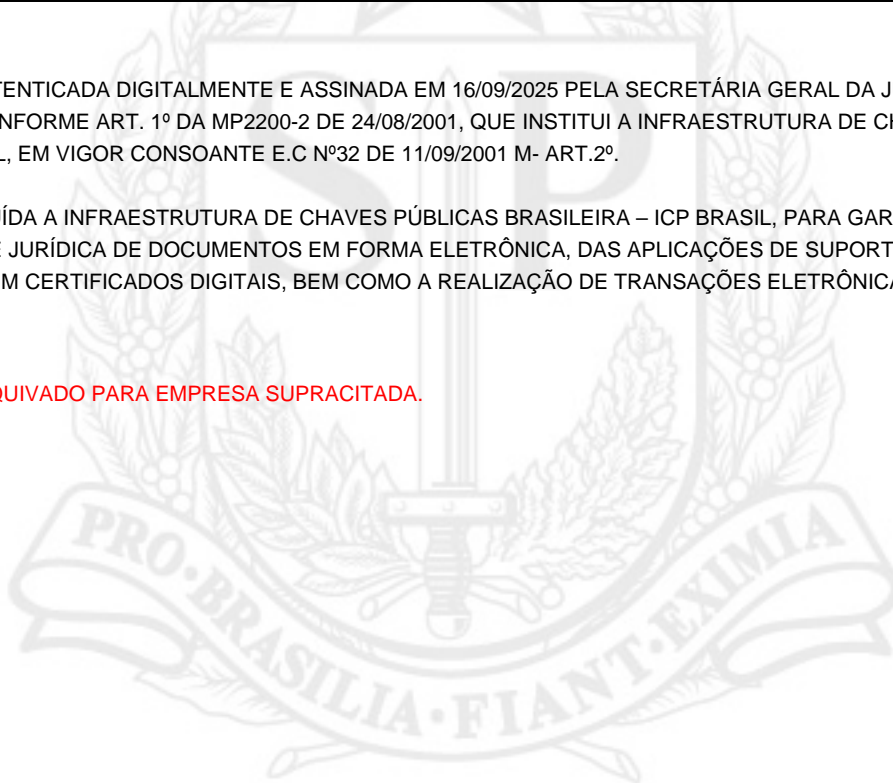 TENTICADA DIGITALMENTE E ASSINADA EM 16/09/2025 PELA SECRETÁRIA GERAL DA J
NFORME ART. 1º DA MP2200-2 DE 24/08/2001, QUE INSTITUI A INFRAESTRUTURA DE CH
L, EM VIGOR CONSOANTE E.C Nº32 DE 11/09/2001 M- ART.2º.
ÍDA A INFRAESTRUTURA DE CHAVES PÚBLICAS BRASILEIRA – ICP BRASIL, PARA GAR
E JURÍDICA DE DOCUMENTOS EM FORMA ELETRÔNICA, DAS APLICAÇÕES DE SUPORT
M CERTIFICADOS DIGITAIS, BEM COMO A REALIZAÇÃO DE TRANSAÇÕES ELETRÔNICA
QUIVADO PARA EMPRESA SUPRACITADA.
SP
PRO·BRASILIA·FIANT·EXIMIA